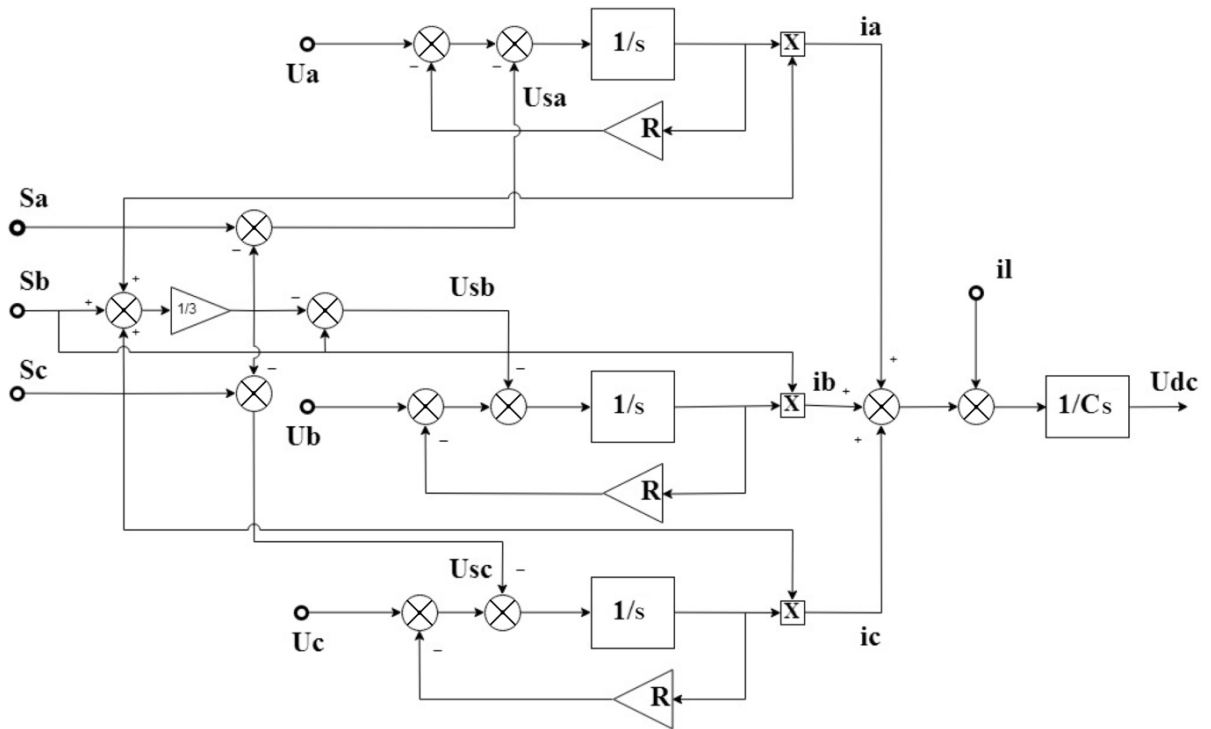 Ua
1/s
X
ia
Usa
R
Sa
Sb
1/3
Usb
il
Sc
Ub
1/s
X
ib
1/Cs
Udc
R
Usc
Uc
1/s
X
ic
R